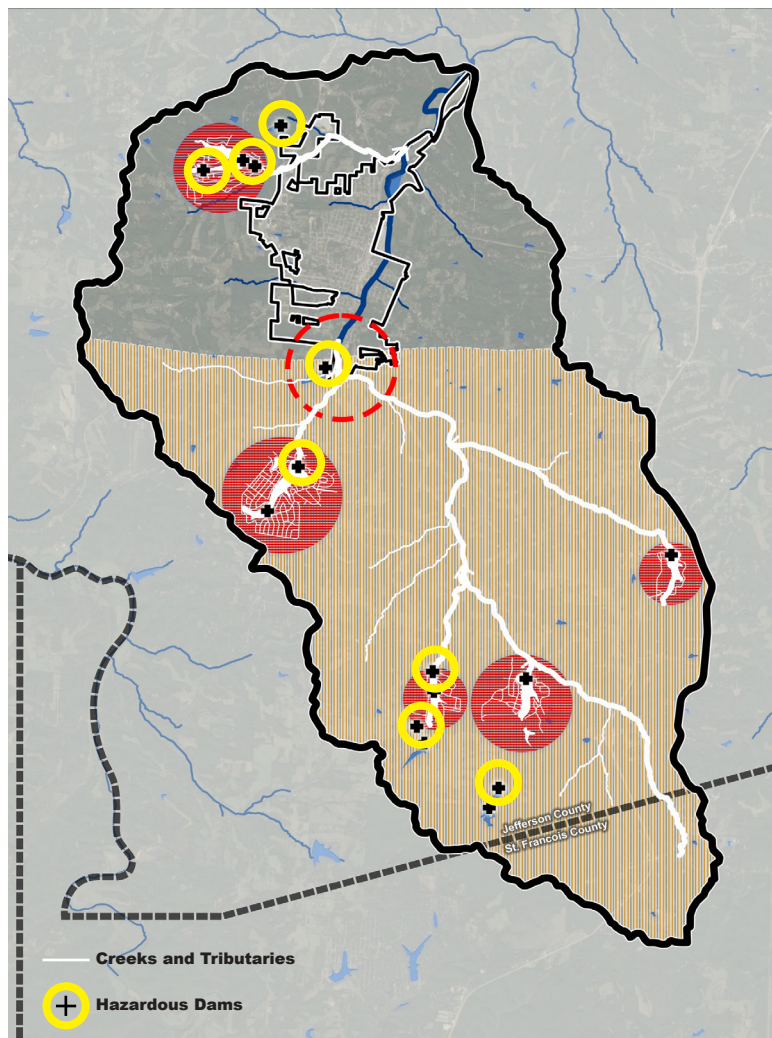 Jefferson County
St. Francois County
Creeks and Tributaries
Hazardous Dams